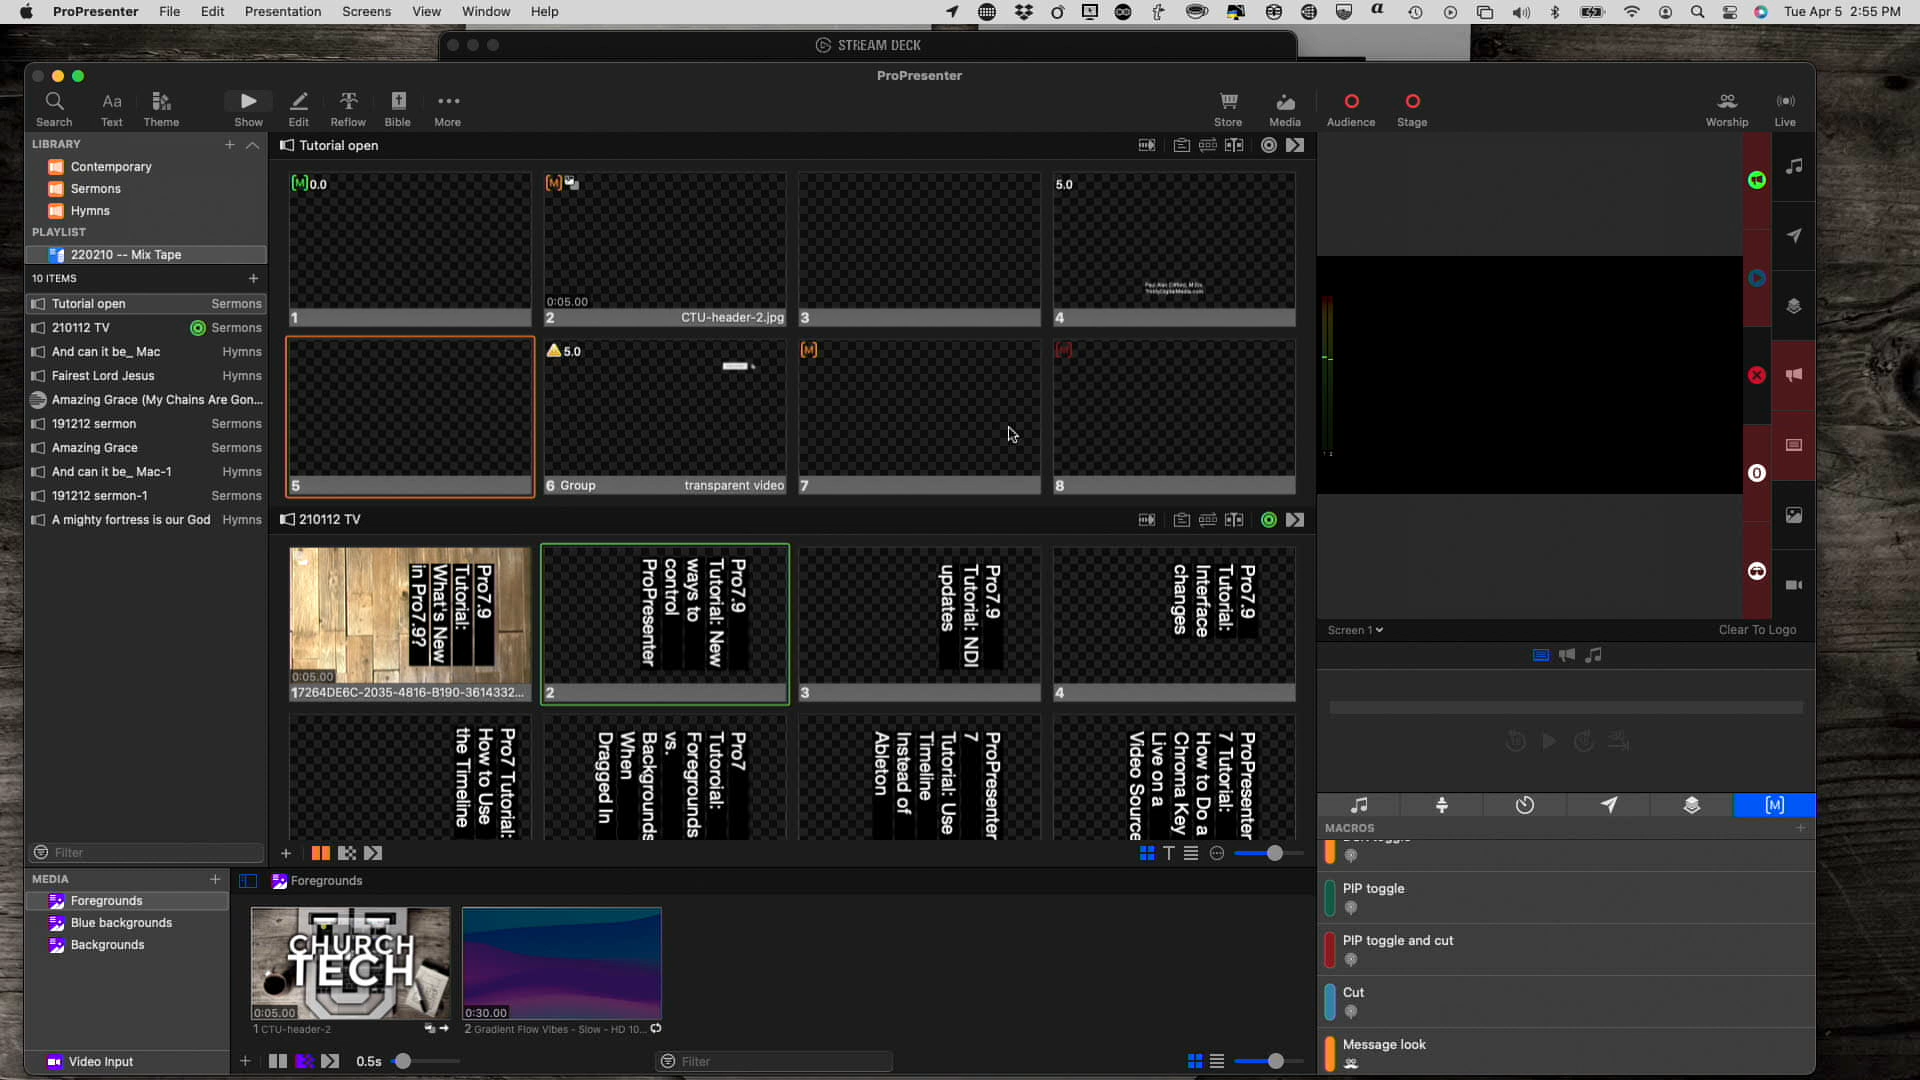 ProPresenter File Edit Presentation Screens View Window Help Tue Apr 5 2:55 PM
STREAM DECK
ProPresenter
Search Text Theme Show Edit Reflow Bible More Store Media Audience Stage Worship Live
LIBRARY
Contemporary
Sermons
Hymns
PLAYLIST
220210 -- Mix Tape
10 ITEMS
Tutorial open Sermons
210112 TV Sermons
And can it be_ Mac Hymns
Fairest Lord Jesus Hymns
Amazing Grace (My Chains Are Gon...
191212 sermon Sermons
Amazing Grace Sermons
And can it be_ Mac-1 Hymns
191212 sermon-1 Sermons
A mighty fortress is our God Hymns
Filter
Tutorial open
[M] 0.0
1
[M]
0:05.00
2 CTU-header-2.jpg
3
5.0
Paul Alan Clifford, M.Div.
TrinityDigitalMedia.com
4
5
5.0
6 Group transparent video
[M]
7
[M]
8
210112 TV
Pro7.9
Tutorial:
What's New
in Pro7.9?
0:05.00
17264DE6C-2035-4816-B190-3614332...
Pro7.9
Tutorial: New
ways to
control
ProPresenter
2
Pro7.9
Tutorial: NDI
updates
3
Pro7.9
Tutorial:
Interface
changes
4
Pro7 Tutorial:
How to Use
the Timeline
Pro7
Tutoroial:
Foregrounds
vs.
Backgrounds
When
Dragged In
ProPresenter
7
Tutorial: Use
Timeline
Instead of
Ableton
ProPresenter
7 Tutorial:
How to Do a
Chroma Key
Live on a
Video Source
Screen 1 Clear To Logo
[M]
MACROS
PIP toggle
PIP toggle and cut
Cut
Message look
MEDIA
Foregrounds
Blue backgrounds
Backgrounds
Video Input
Foregrounds
CHURCH
TECH
0:05.00
1 CTU-header-2
0:30.00
2 Gradient Flow Vibes - Slow - HD 10...
0.5s
Filter